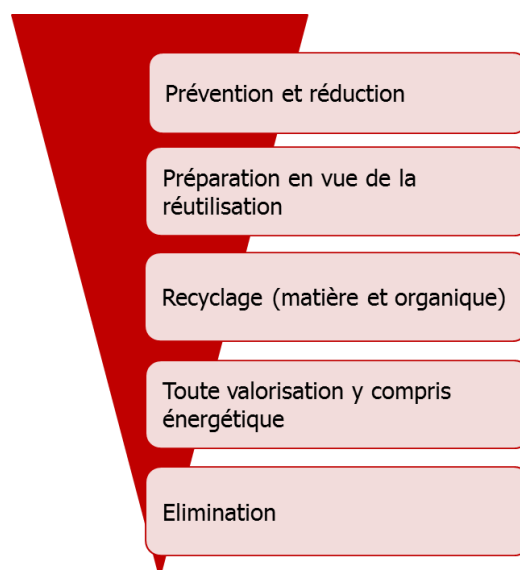 Prévention et réduction
Préparation en vue de la
réutilisation
Recyclage (matière et organique)
Toute valorisation y compris
énergétique
Elimination